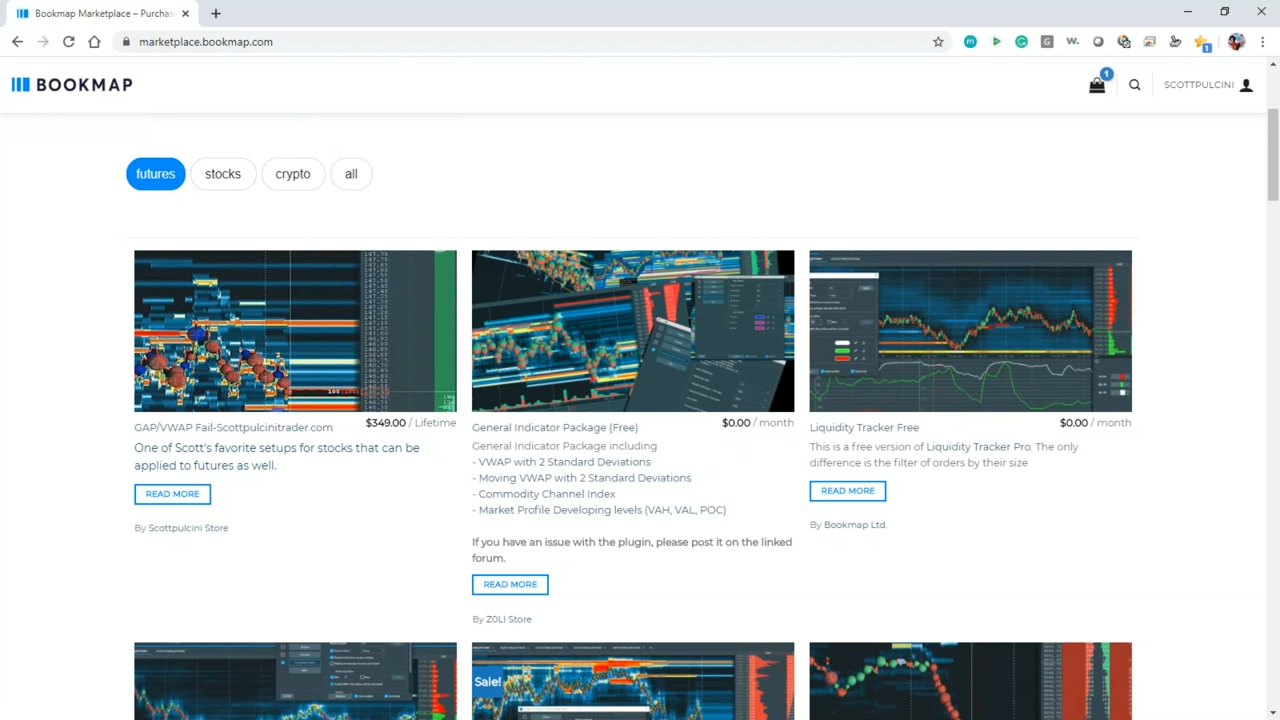 Bookmap Marketplace – Purchas
marketplace.bookmap.com
BOOKMAP
1
SCOTTPULCINI
futures
stocks
crypto
all
GAP/VWAP Fail-Scottpulcinitrader.com
$349.00 / Lifetime
One of Scott's favorite setups for stocks that can be
applied to futures as well.
READ MORE
By Scottpulcini Store
General Indicator Package (Free)
$0.00 / month
General Indicator Package including
- VWAP with 2 Standard Deviations
- Moving VWAP with 2 Standard Deviations
- Commodity Channel Index
- Market Profile Developing levels (VAH, VAL, POC)
If you have an issue with the plugin, please post it on the linked
forum.
READ MORE
By Z0LI Store
Liquidity Tracker Free
$0.00 / month
This is a free version of Liquidity Tracker Pro. The only
difference is the filter of orders by their size
READ MORE
By Bookmap Ltd.
Sale!